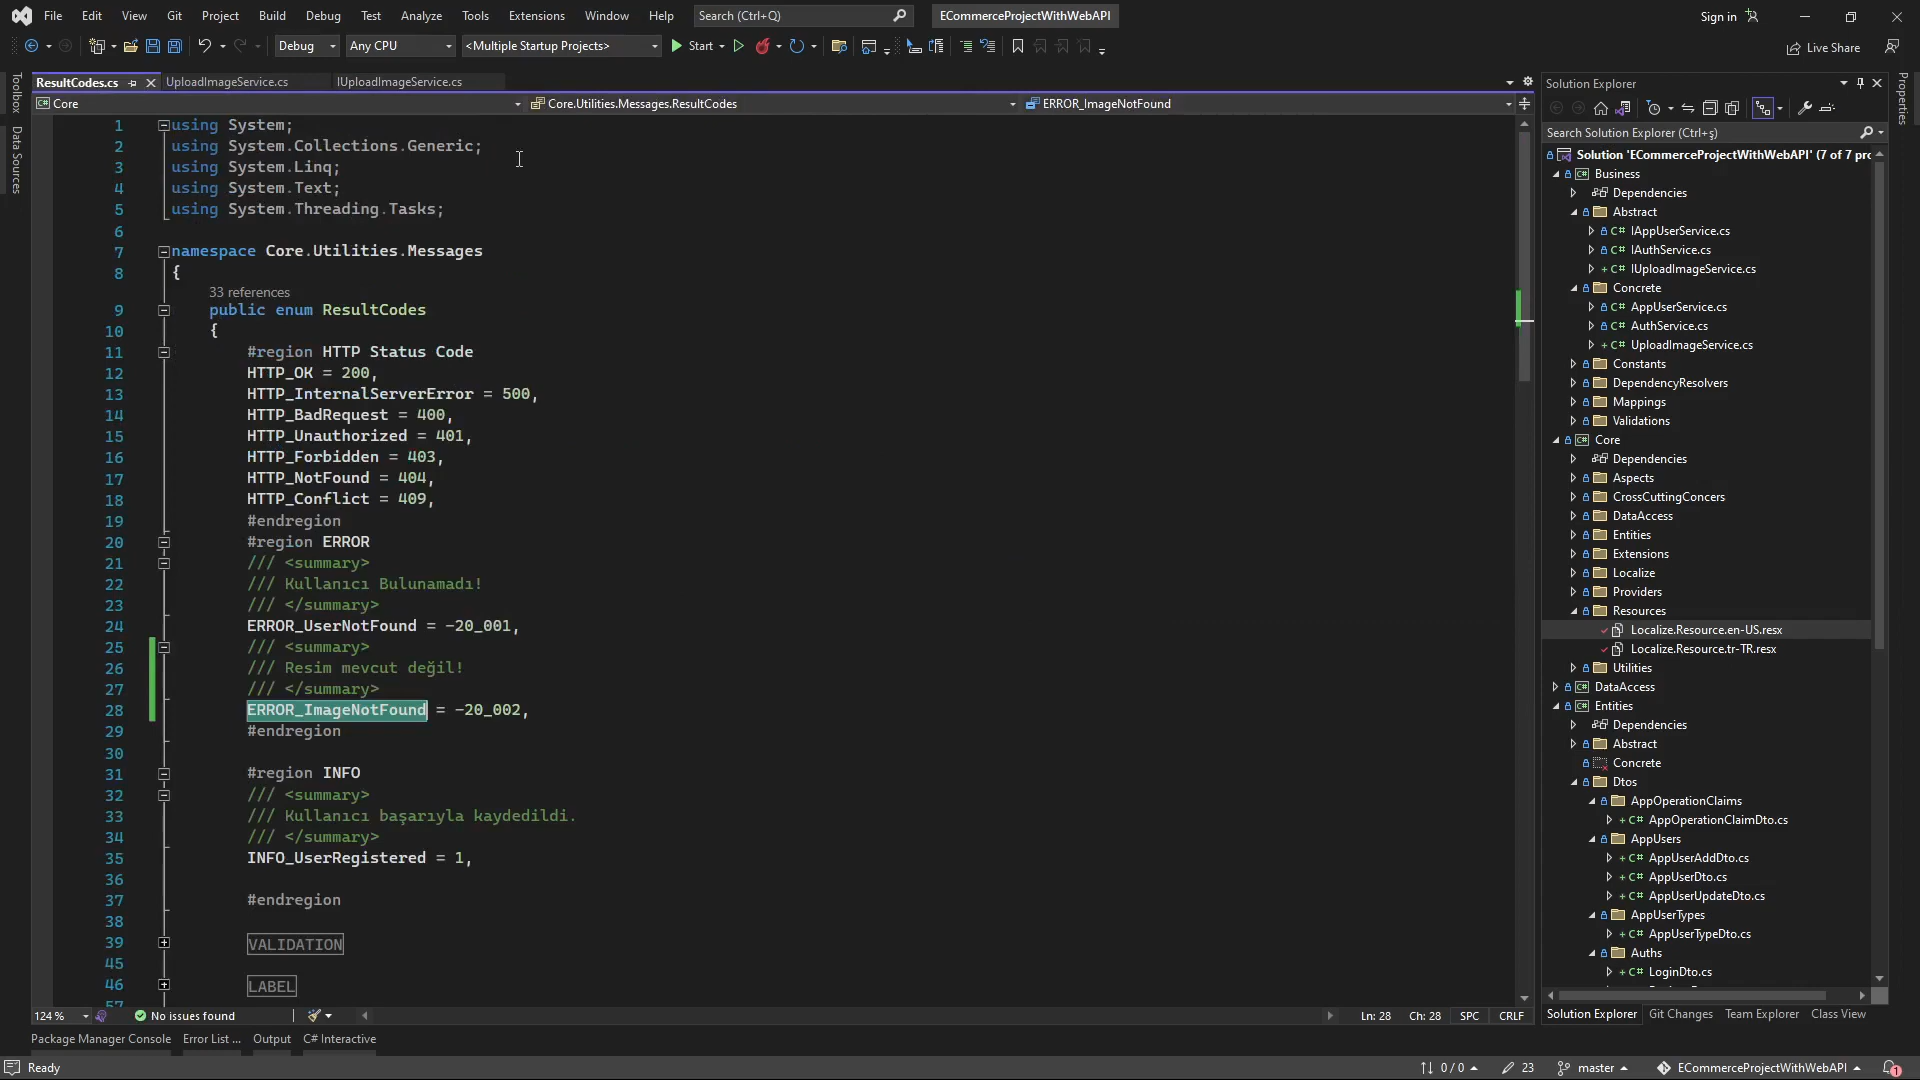 File Edit View Git Project Build Debug Test Analyze Tools Extensions Window Help Search (Ctrl+Q) ECommerceProjectWithWebAPI Sign in
Debug Any CPU <Multiple Startup Projects> Start Live Share
Toolbox
Data Sources
ResultCodes.cs UploadImageService.cs IUploadImageService.cs
Core Core.Utilities.Messages.ResultCodes ERROR_ImageNotFound
1 using System;
2 using System.Collections.Generic;
3 using System.Linq;
4 using System.Text;
5 using System.Threading.Tasks;
6
7 namespace Core.Utilities.Messages
8 {
33 references
9 public enum ResultCodes
10 {
11 #region HTTP Status Code
12 HTTP_OK = 200,
13 HTTP_InternalServerError = 500,
14 HTTP_BadRequest = 400,
15 HTTP_Unauthorized = 401,
16 HTTP_Forbidden = 403,
17 HTTP_NotFound = 404,
18 HTTP_Conflict = 409,
19 #endregion
20 #region ERROR
21 /// <summary>
22 /// Kullanıcı Bulunamadı!
23 /// </summary>
24 ERROR_UserNotFound = -20_001,
25 /// <summary>
26 /// Resim mevcut değil!
27 /// </summary>
28 ERROR_ImageNotFound = -20_002,
29 #endregion
30
31 #region INFO
32 /// <summary>
33 /// Kullanıcı başarıyla kaydedildi.
34 /// </summary>
35 INFO_UserRegistered = 1,
36
37 #endregion
38
39 VALIDATION
45
46 LABEL
57
124 % No issues found Ln: 28 Ch: 28 SPC CRLF
Package Manager Console Error List ... Output C# Interactive
Ready 0 / 0 23 master ECommerceProjectWithWebAPI 1
Solution Explorer
Search Solution Explorer (Ctrl+ş)
Solution 'ECommerceProjectWithWebAPI' (7 of 7 pro
C# Business
Dependencies
Abstract
C# IAppUserService.cs
C# IAuthService.cs
+ C# IUploadImageService.cs
Concrete
C# AppUserService.cs
C# AuthService.cs
+ C# UploadImageService.cs
Constants
DependencyResolvers
Mappings
Validations
C# Core
Dependencies
Aspects
CrossCuttingConcers
DataAccess
Entities
Extensions
Localize
Providers
Resources
Localize.Resource.en-US.resx
Localize.Resource.tr-TR.resx
Utilities
C# DataAccess
C# Entities
Dependencies
Abstract
Concrete
Dtos
AppOperationClaims
+ C# AppOperationClaimDto.cs
AppUsers
+ C# AppUserAddDto.cs
+ C# AppUserDto.cs
+ C# AppUserUpdateDto.cs
AppUserTypes
+ C# AppUserTypeDto.cs
Auths
+ C# LoginDto.cs
Solution Explorer Git Changes Team Explorer Class View
Properties